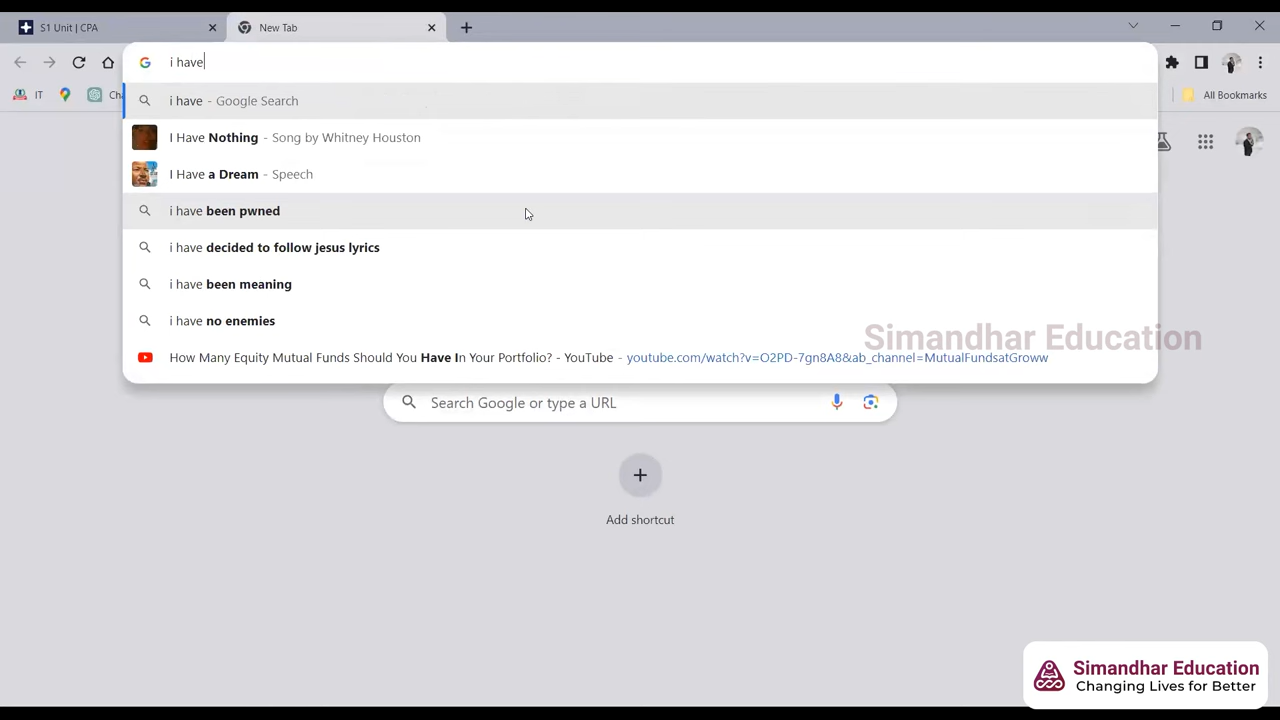 S1 Unit | CPA
New Tab
i have
IT
All Bookmarks
i have - Google Search
I Have Nothing - Song by Whitney Houston
I Have a Dream - Speech
i have been pwned
i have decided to follow jesus lyrics
i have been meaning
i have no enemies
How Many Equity Mutual Funds Should You Have In Your Portfolio? - YouTube - youtube.com/watch?v=O2PD-7gn8A8&ab_channel=MutualFundsatGroww
Simandhar Education
Search Google or type a URL
Add shortcut
Simandhar Education
Changing Lives for Better